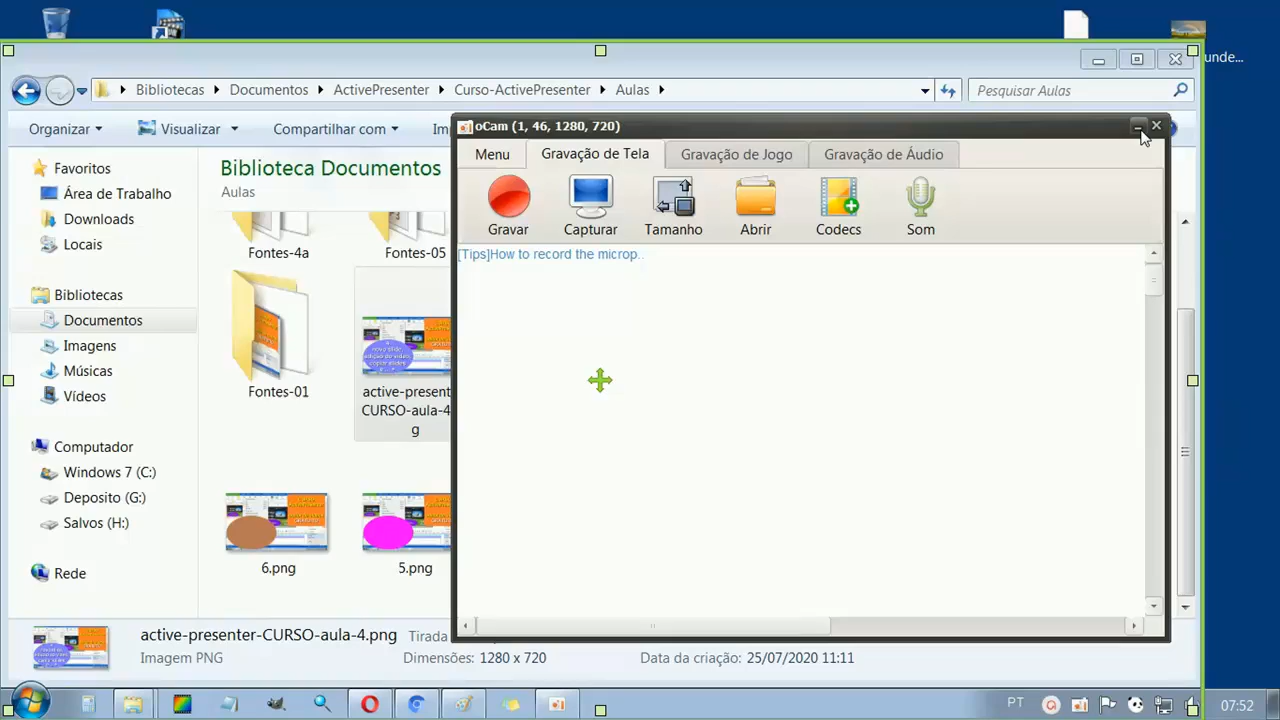 unde...
Bibliotecas Documentos ActivePresenter Curso-ActivePresenter Aulas
Pesquisar Aulas
Organizar Visualizar Compartilhar com Im
oCam (1, 46, 1280, 720)
Menu Gravação de Tela Gravação de Jogo Gravação de Áudio
Gravar Capturar Tamanho Abrir Codecs Som
[Tips]How to record the microp..
Favoritos
Área de Trabalho
Downloads
Locais
Bibliotecas
Documentos
Imagens
Músicas
Vídeos
Computador
Windows 7 (C:)
Deposito (G:)
Salvos (H:)
Rede
Biblioteca Documentos
Aulas
Fontes-4a
Fontes-05
Fontes-01
active-present
CURSO-aula-4
g
6.png
5.png
active-presenter-CURSO-aula-4.png Tirada
Imagem PNG
Dimensões: 1280 x 720
Data da criação: 25/07/2020 11:11
PT
07:52